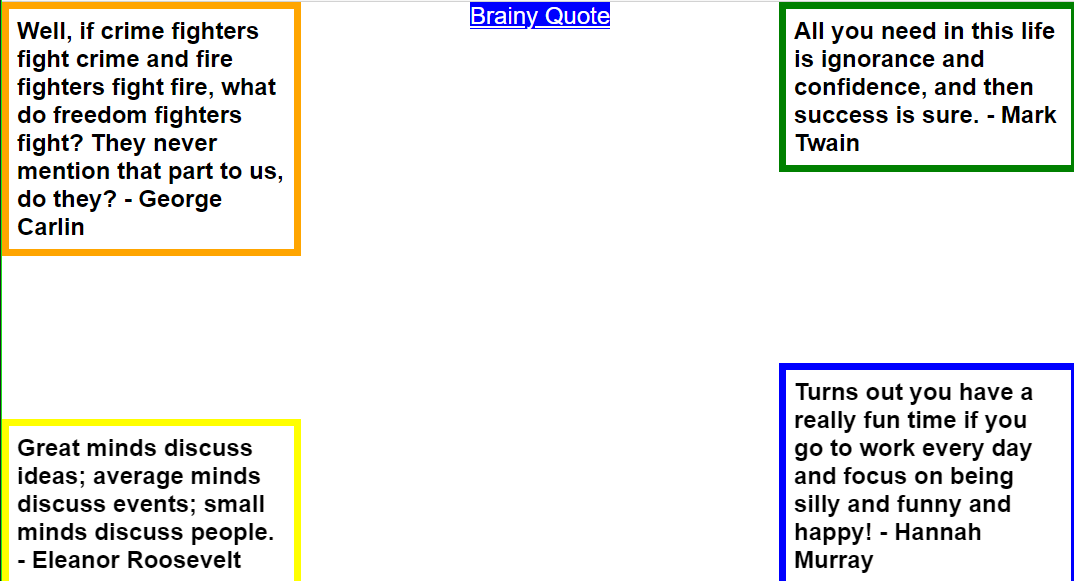 Well, if crime fighters
fight crime and fire
fighters fight fire, what
do freedom fighters
fight? They never
mention that part to us,
do they? - George
Carlin
Brainy Quote
All you need in this life
is ignorance and
confidence, and then
success is sure. - Mark
Twain
Great minds discuss
ideas; average minds
discuss events; small
minds discuss people.
- Eleanor Roosevelt
Turns out you have a
really fun time if you
go to work every day
and focus on being
silly and funny and
happy! - Hannah
Murray